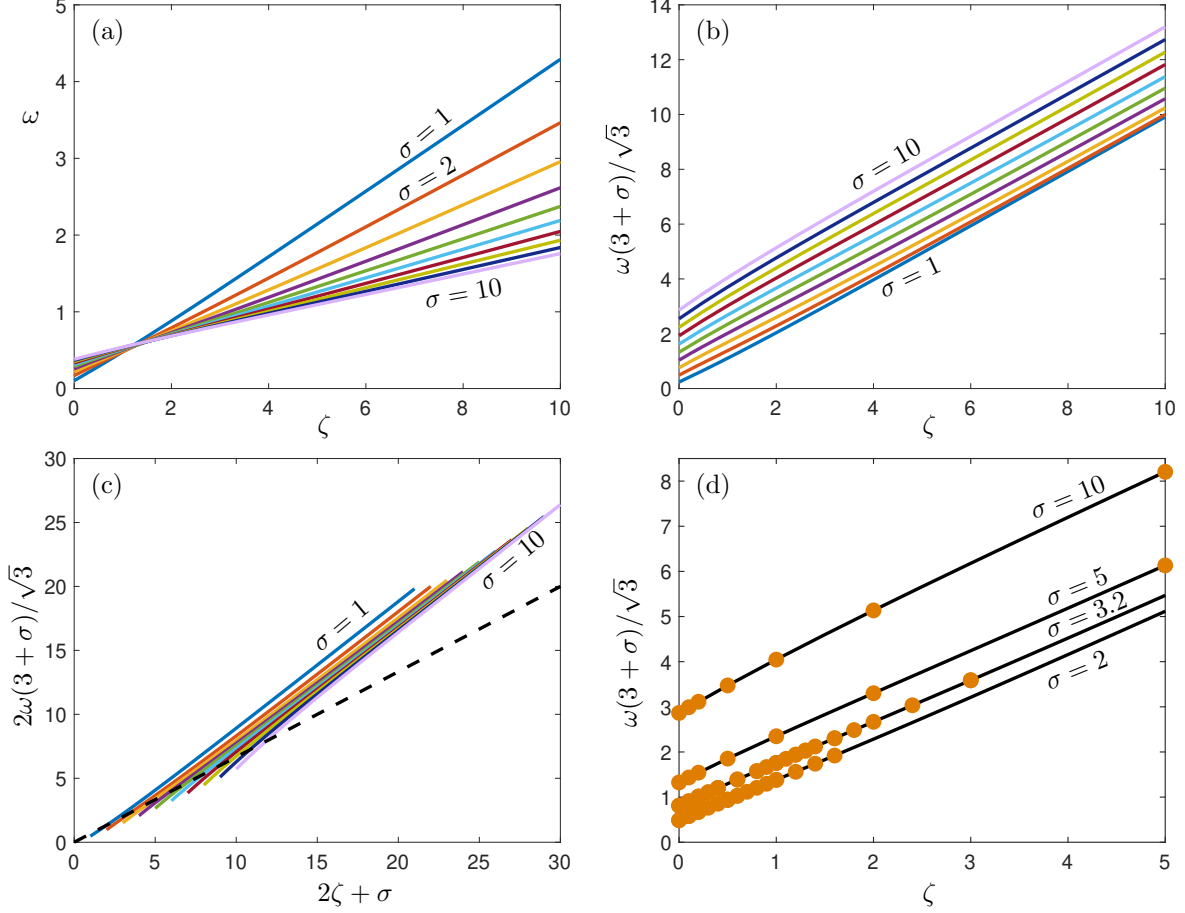 (a)
5
4
3
2
1
0
ω
σ = 1
σ = 2
σ = 10
0 2 4 6 8 10
ζ
(b)
14
12
10
8
6
4
2
0
ω(3 + σ)/√3
σ = 10
σ = 1
0 2 4 6 8 10
ζ
(c)
30
25
20
15
10
5
0
2ω(3 + σ)/√3
σ = 1
σ = 10
0 5 10 15 20 25 30
2ζ + σ
(d)
8
7
6
5
4
3
2
1
0
ω(3 + σ)/√3
σ = 10
σ = 5
σ = 3.2
σ = 2
0 1 2 3 4 5
ζ